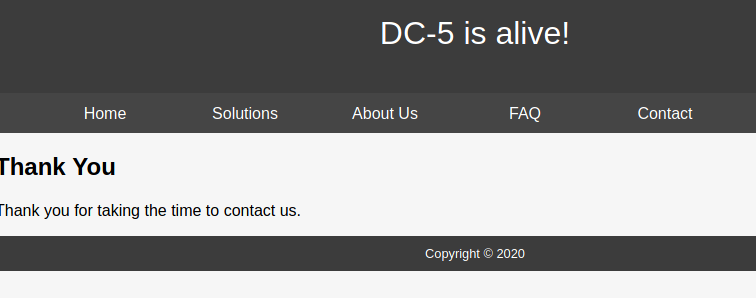 DC-5 is alive!
Home Solutions About Us FAQ Contact
Thank You
Thank you for taking the time to contact us.
Copyright © 2020